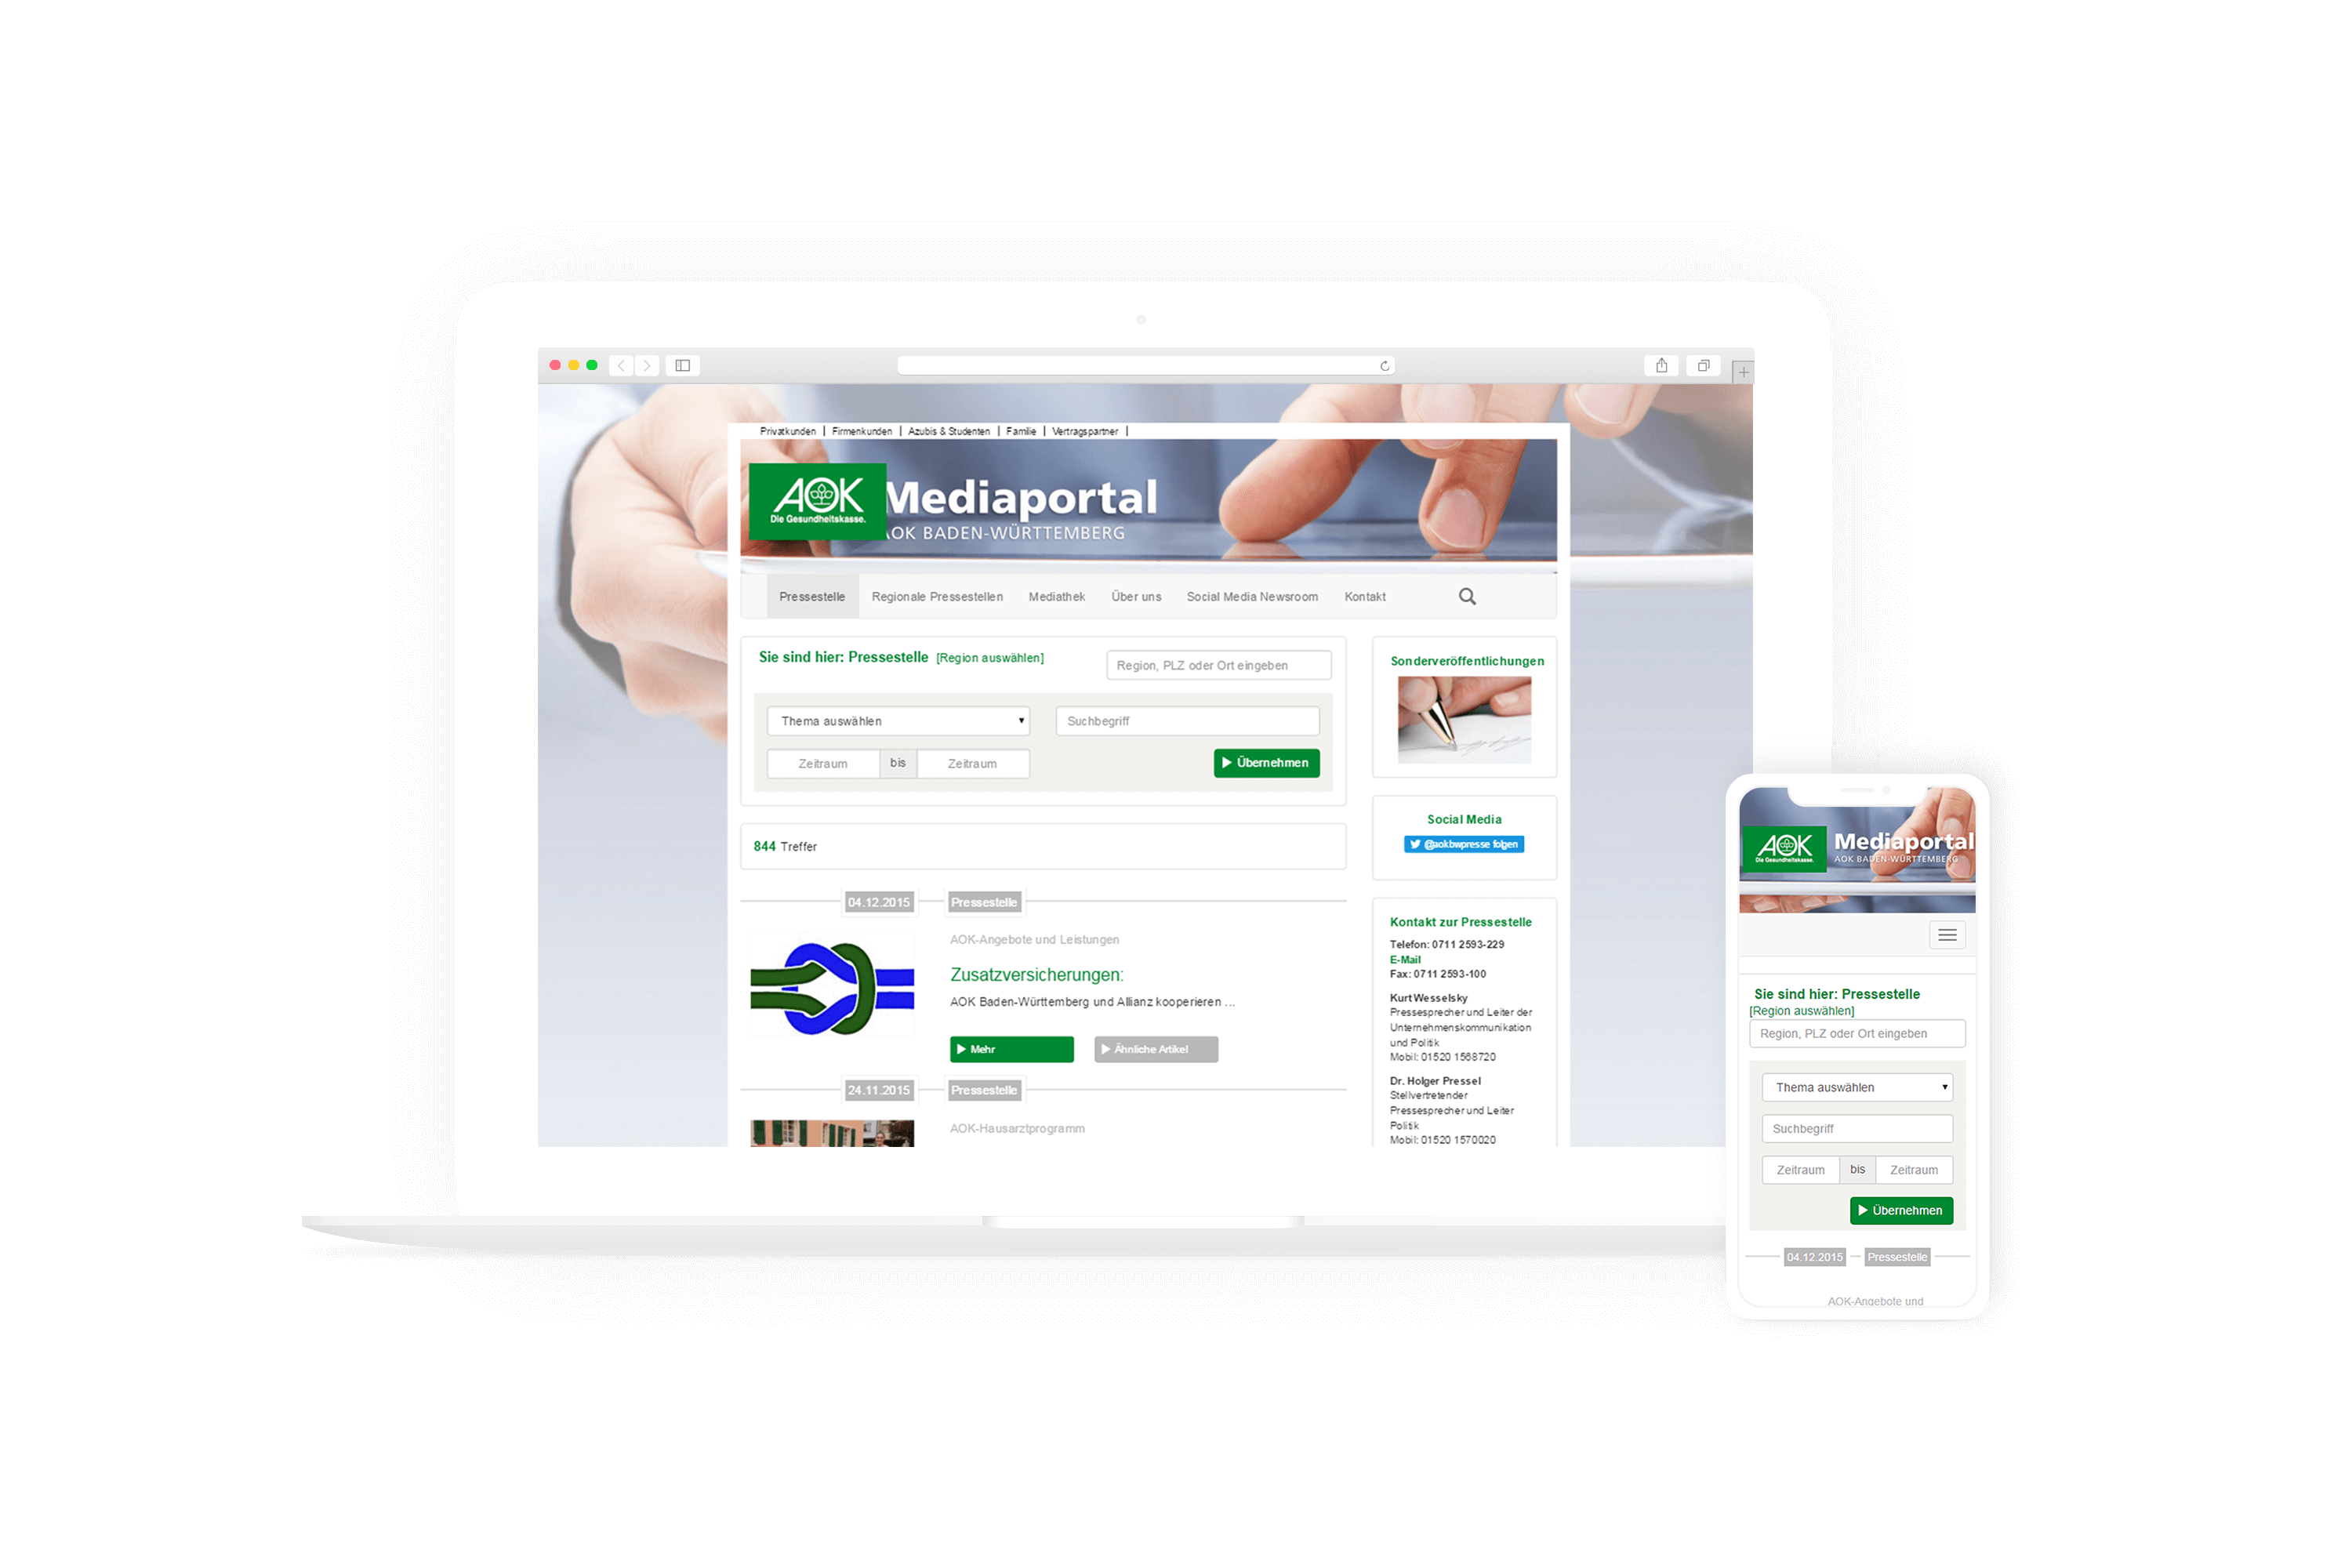 Privatkunden | Firmenkunden | Azubis & Studenten | Familie | Vertragspartner |
AOK
Die Gesundheitskasse.
Mediaportal
AOK BADEN-WÜRTTEMBERG
Pressestelle Regionale Pressestellen Mediathek Über uns Social Media Newsroom Kontakt
Sie sind hier: Pressestelle [Region auswählen]
Region, PLZ oder Ort eingeben
Thema auswählen
Suchbegriff
Zeitraum bis Zeitraum
Übernehmen
844 Treffer
04.12.2015 Pressestelle
AOK-Angebote und Leistungen
Zusatzversicherungen:
AOK Baden-Württemberg und Allianz kooperieren ...
Mehr
Ähnliche Artikel
24.11.2015 Pressestelle
AOK-Hausarztprogramm
Sonderveröffentlichungen
Social Media
@aokbwpresse folgen
Kontakt zur Pressestelle
Telefon: 0711 2593-229
E-Mail
Fax: 0711 2593-100
Kurt Wesselsky
Pressesprecher und Leiter der
Unternehmenskommunikation
und Politik
Mobil: 01520 1568720
Dr. Holger Pressel
Stellvertretender
Pressesprecher und Leiter
Politik
Mobil: 01520 1570020
AOK
Die Gesundheitskasse.
Mediaportal
AOK BADEN-WÜRTTEMBERG
Sie sind hier: Pressestelle
[Region auswählen]
Region, PLZ oder Ort eingeben
Thema auswählen
Suchbegriff
Zeitraum bis Zeitraum
Übernehmen
04.12.2015 Pressestelle
AOK-Angebote und